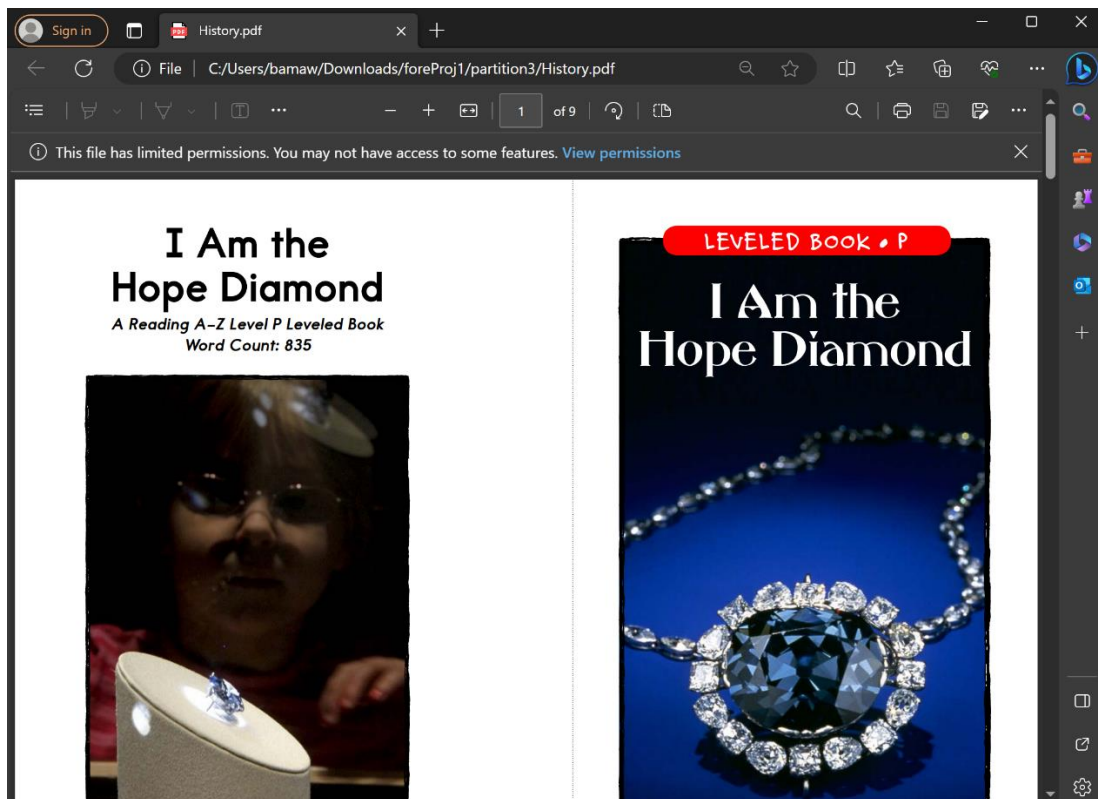 Sign in
History.pdf
File | C:/Users/bamaw/Downloads/foreProj1/partition3/History.pdf
1 of 9
This file has limited permissions. You may not have access to some features. View permissions
I Am the
Hope Diamond
A Reading A–Z Level P Leveled Book
Word Count: 835
LEVELED BOOK • P
I Am the
Hope Diamond